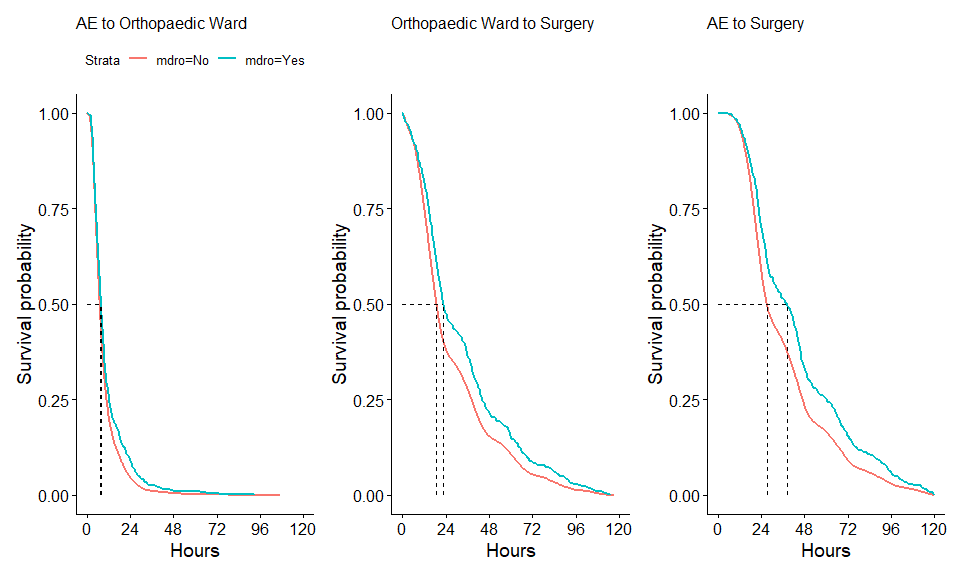 AE to Orthopaedic Ward
Orthopaedic Ward to Surgery
AE to Surgery
Strata mdro=No mdro=Yes
Survival probability
1.00
0.75
0.50
0.25
0.00
0 24 48 72 96 120
Hours
Survival probability
1.00
0.75
0.50
0.25
0.00
0 24 48 72 96 120
Hours
Survival probability
1.00
0.75
0.50
0.25
0.00
0 24 48 72 96 120
Hours